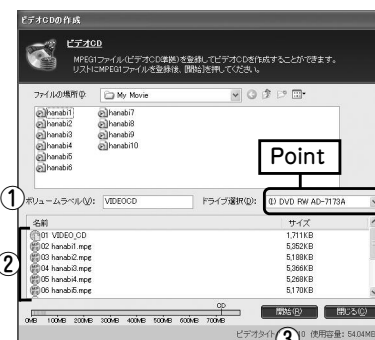 ビデオCDの作成
ビデオCD
MPEG1ファイル(ビデオCD準拠)を登録してビデオCDを作成することができます。
リストにMPEG1ファイルを登録後、[開始]を押してください。
ファイルの場所(I):
My Movie
hanabi1
hanabi7
hanabi2
hanabi8
hanabi3
hanabi9
hanabi4
hanabi10
hanabi5
hanabi6
Point
①
ボリュームラベル(V):
VIDEOCD
ドライブ選択(D):
(I:) DVD RW AD-7173A
名前
サイズ
②
01 VIDEO_CD
1,711KB
02 hanabi1.mpg
5,352KB
03 hanabi2.mpg
5,188KB
04 hanabi3.mpg
5,366KB
05 hanabi4.mpg
5,268KB
06 hanabi5.mpg
5,170KB
CD
0MB 100MB 200MB 300MB 400MB 500MB 600MB 700MB
開始(R)
閉じる(C)
ビデオタイト
③
10
使用容量: 54.04MB